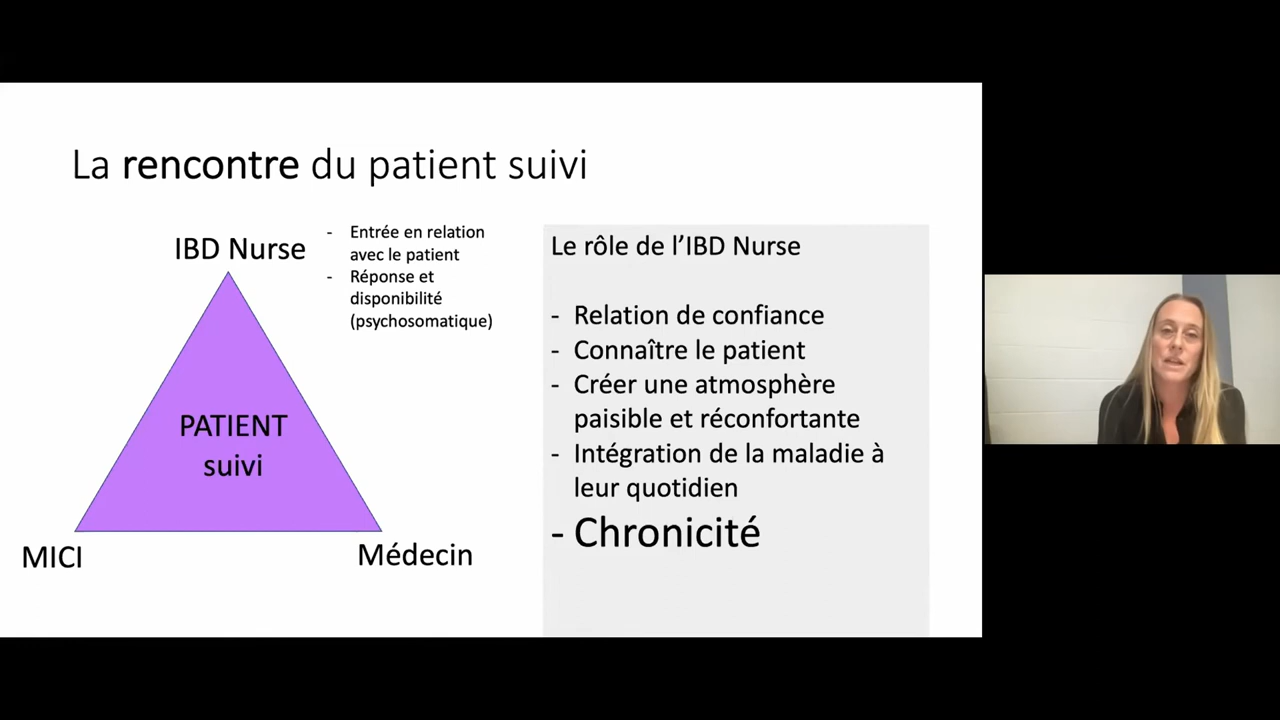 La rencontre du patient suivi
IBD Nurse
- Entrée en relation
avec le patient
- Réponse et
disponibilité
(psychosomatique)
PATIENT
suivi
MICI
Médecin
Le rôle de l’IBD Nurse
- Relation de confiance
- Connaître le patient
- Créer une atmosphère
paisible et réconfortante
- Intégration de la maladie à
leur quotidien
- Chronicité